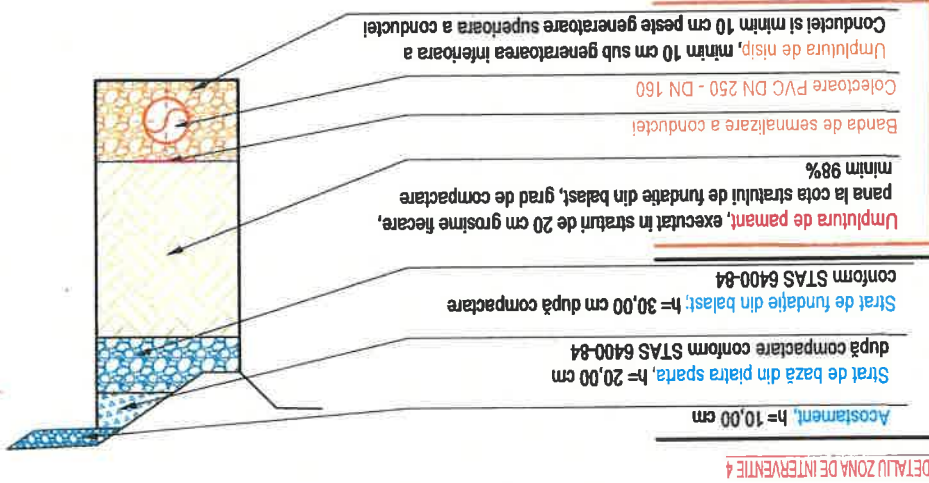 DETALIU ZONA DE INTERVENTIE 4
Acostament, h= 10,00 cm
Strat de bază din piatra sparta, h= 20,00 cm
după compactare conform STAS 6400-84
Strat de fundaţie din balast; h= 30,00 cm după compactare
conform STAS 6400-84
Umplutura de pamant, executat in straturi de 20 cm grosime fiecare,
pana la cota stratului de fundatie din balast, grad de compactare
minim 98%
Banda de semnalizare a conductei
Colectoare PVC DN 250 - DN 160
Umplutura de nisip, minim 10 cm sub generatoarea inferioara a
Conductei si minim 10 cm peste generatoare superioara a conductei